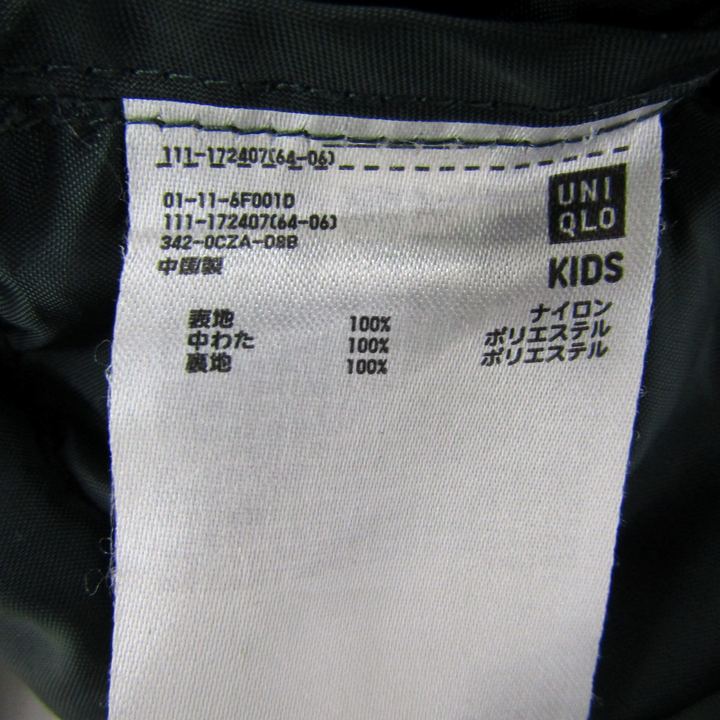 111-172407(64-06)
01-11-6F001D
111-172407(64-06)
342-0CZA-08B
中国製
UNI
QLO
KIDS
表地 100% ナイロン
中わた 100% ポリエステル
裏地 100% ポリエステル